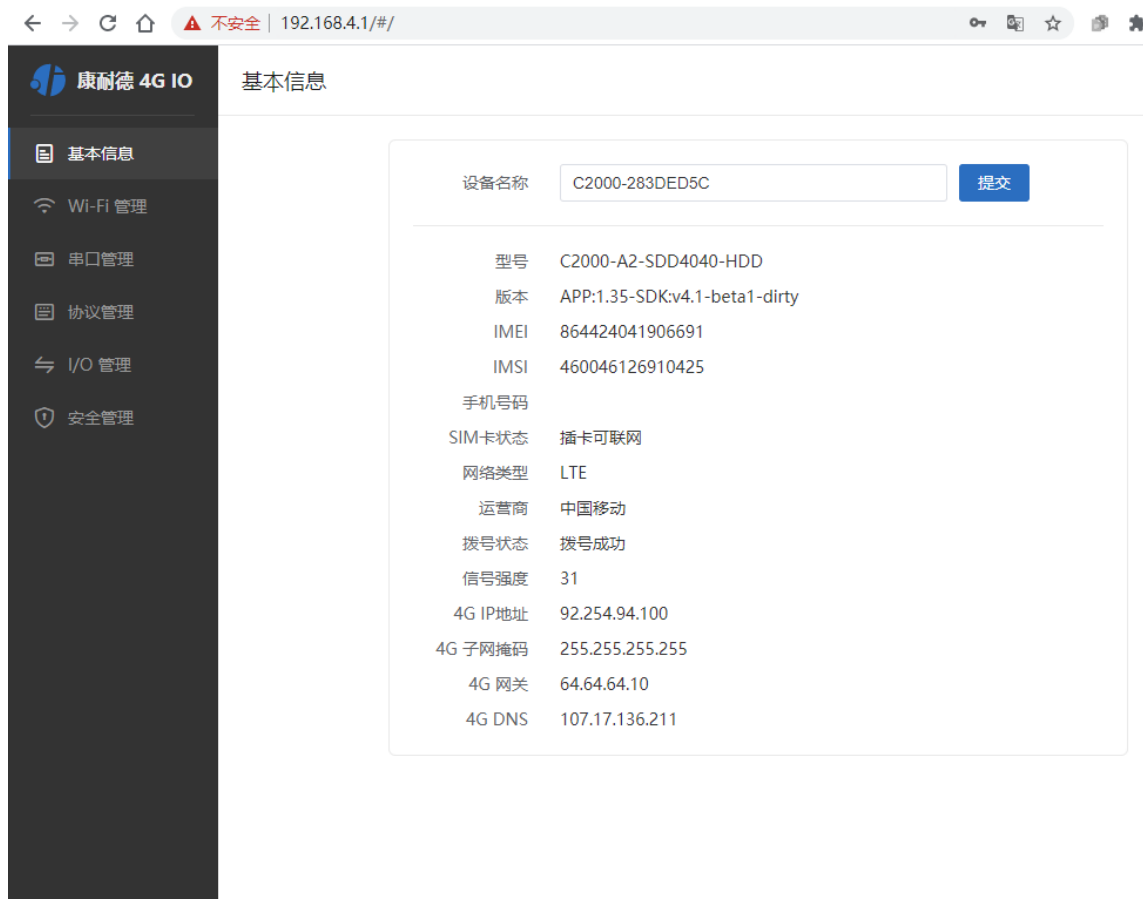 不安全 192.168.4.1/#/
康耐德 4G IO
基本信息
基本信息
Wi-Fi 管理
串口管理
协议管理
I/O 管理
安全管理
设备名称 C2000-283DED5C 提交
型号 C2000-A2-SDD4040-HDD
版本 APP:1.35-SDK:v4.1-beta1-dirty
IMEI 864424041906691
IMSI 460046126910425
手机号码
SIM卡状态 插卡可联网
网络类型 LTE
运营商 中国移动
拨号状态 拨号成功
信号强度 31
4G IP地址 92.254.94.100
4G 子网掩码 255.255.255.255
4G 网关 64.64.64.10
4G DNS 107.17.136.211